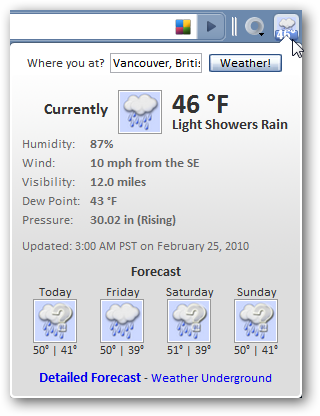 Where you at? Vancouver, Britis Weather!
Currently 46 °F
Light Showers Rain
Humidity: 87%
Wind: 10 mph from the SE
Visibility: 12.0 miles
Dew Point: 43 °F
Pressure: 30.02 in (Rising)
Updated: 3:00 AM PST on February 25, 2010
Forecast
Today Friday Saturday Sunday
50° | 41° 50° | 39° 51° | 39° 50° | 41°
Detailed Forecast - Weather Underground